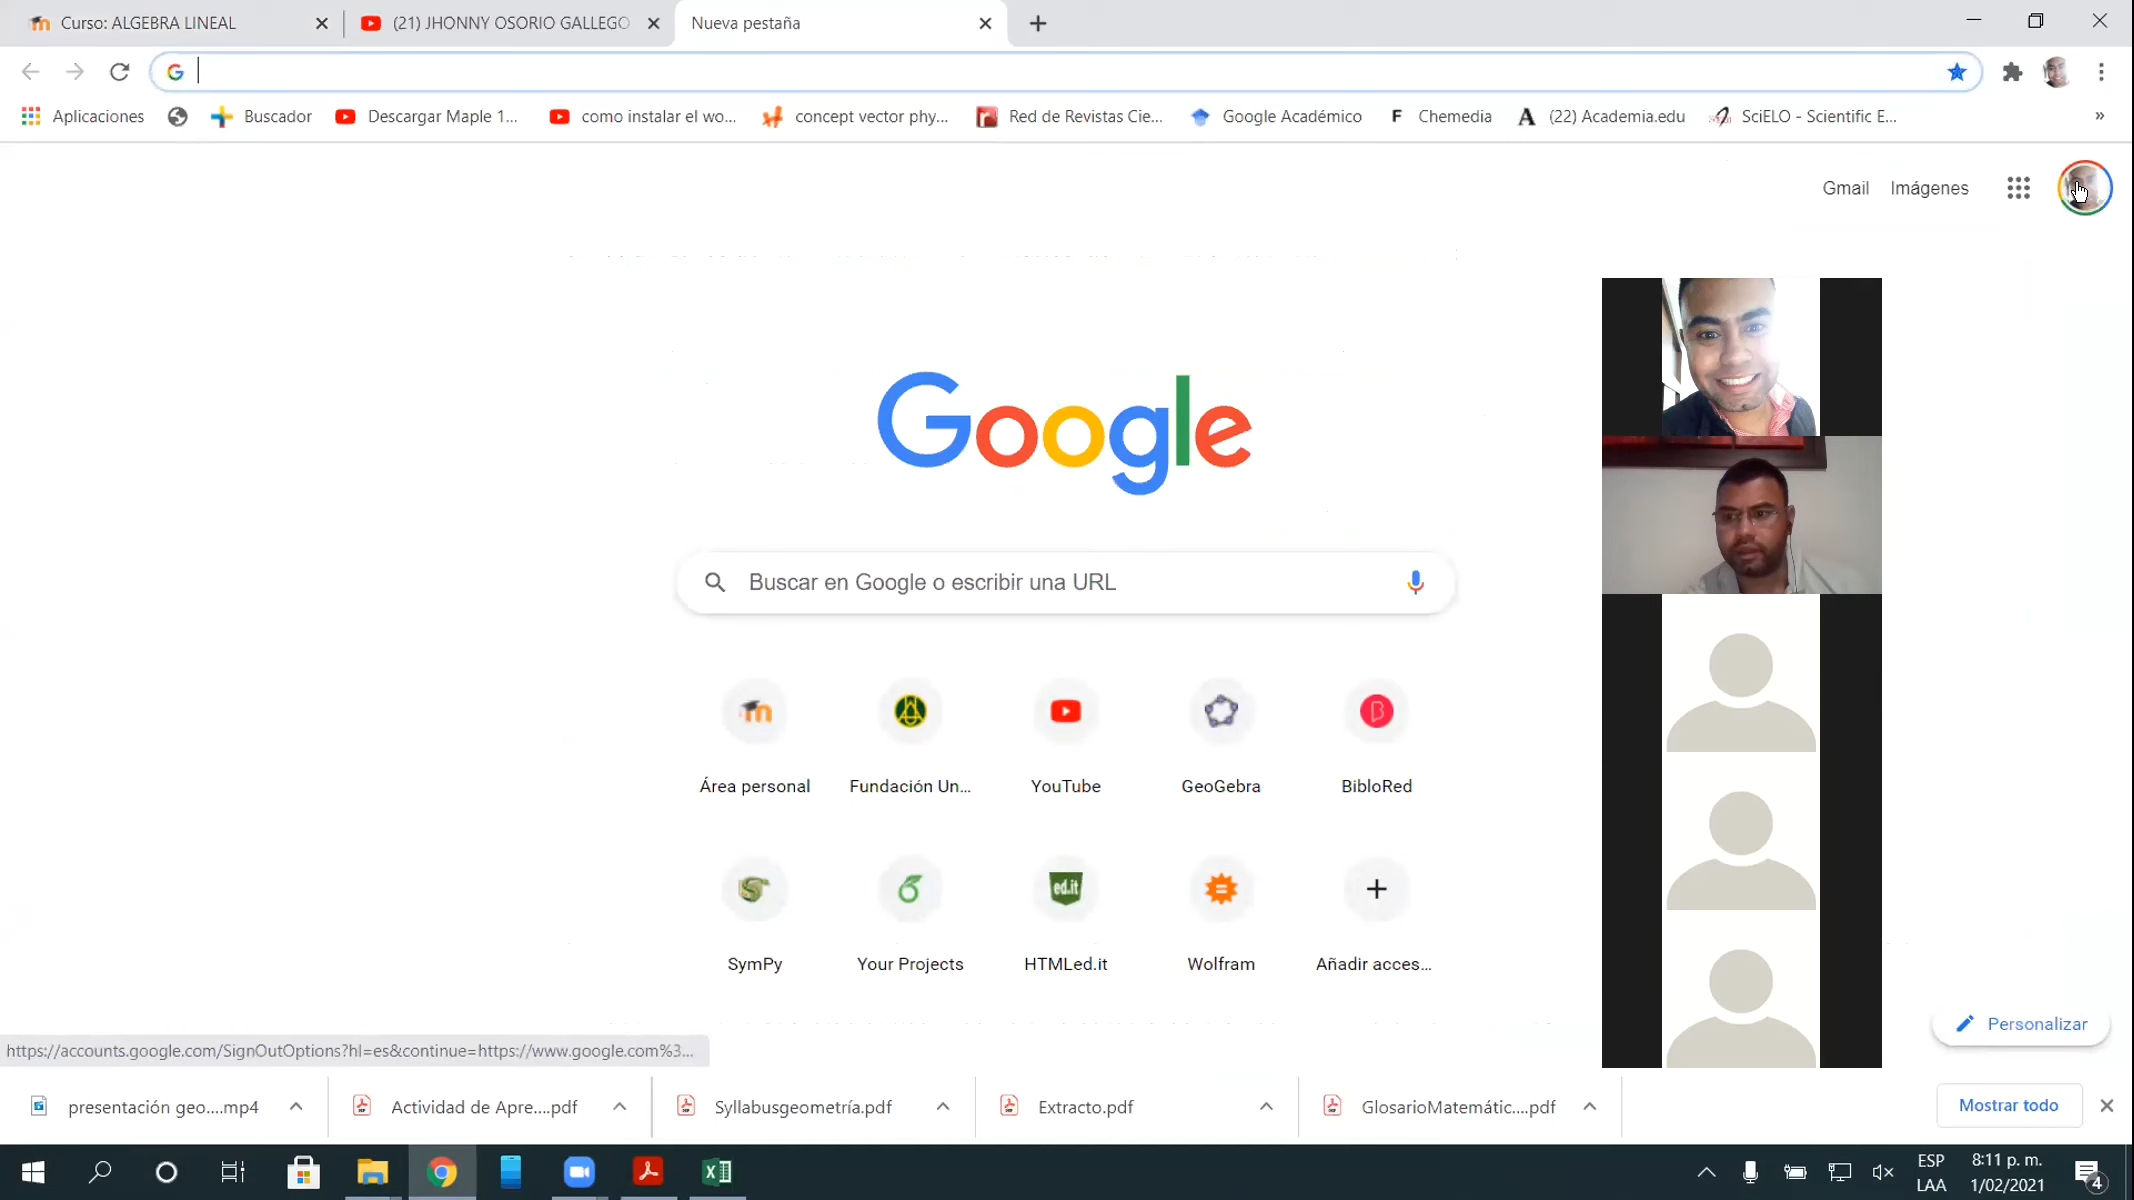 Curso: ALGEBRA LINEAL
(21) JHONNY OSORIO GALLEGO
Nueva pestaña
Aplicaciones
Buscador
Descargar Maple 1...
como instalar el wo...
concept vector phy...
Red de Revistas Cie...
Google Académico
Chemedia
(22) Academia.edu
SciELO - Scientific E...
»
Gmail
Imágenes
Google
Buscar en Google o escribir una URL
Área personal
Fundación Un...
YouTube
GeoGebra
BibloRed
ed.it
SymPy
Your Projects
HTMLed.it
Wolfram
Añadir acces...
Personalizar
https://accounts.google.com/SignOutOptions?hl=es&continue=https://www.google.com%3...
presentación geo....mp4
Actividad de Apre....pdf
Syllabusgeometría.pdf
Extracto.pdf
GlosarioMatemátic....pdf
Mostrar todo
ESP
LAA
8:11 p. m.
1/02/2021
4